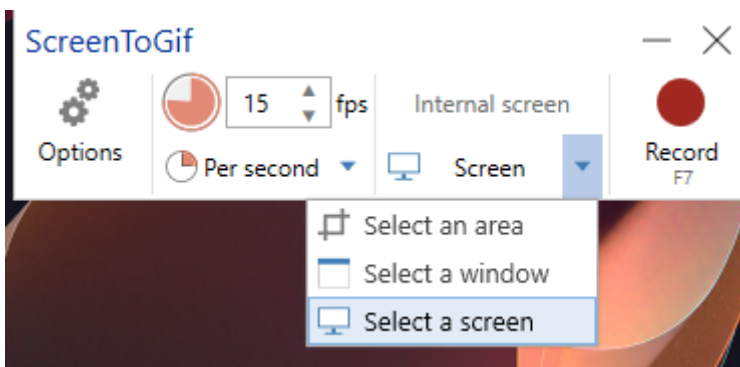 ScreenToGif
15 fps
Internal screen
Options
Per second
Screen
Record
F7
Select an area
Select a window
Select a screen